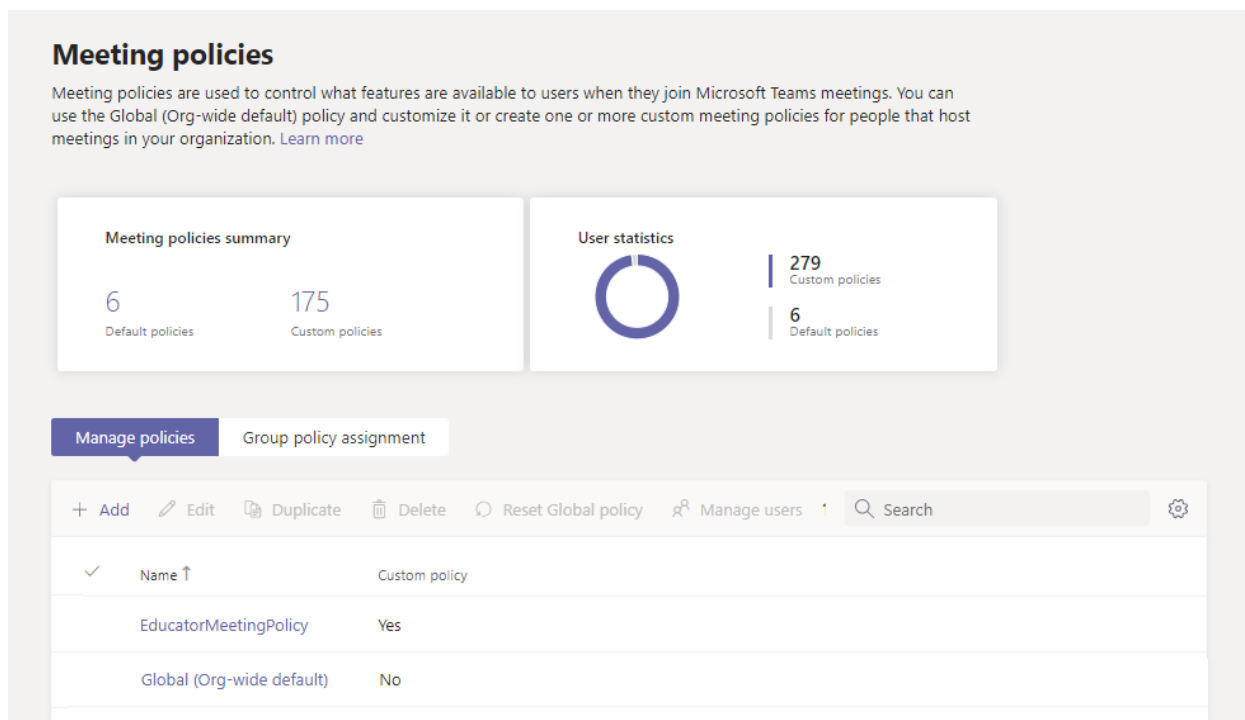 Meeting policies
Meeting policies are used to control what features are available to users when they join Microsoft Teams meetings. You can
use the Global (Org-wide default) policy and customize it or create one or more custom meeting policies for people that host
meetings in your organization. Learn more
Meeting policies summary
6
Default policies
175
Custom policies
User statistics
279
Custom policies
6
Default policies
Manage policies Group policy assignment
+ Add Edit Duplicate Delete Reset Global policy Manage users 1 Search
Name ↑ Custom policy
EducatorMeetingPolicy Yes
Global (Org-wide default) No